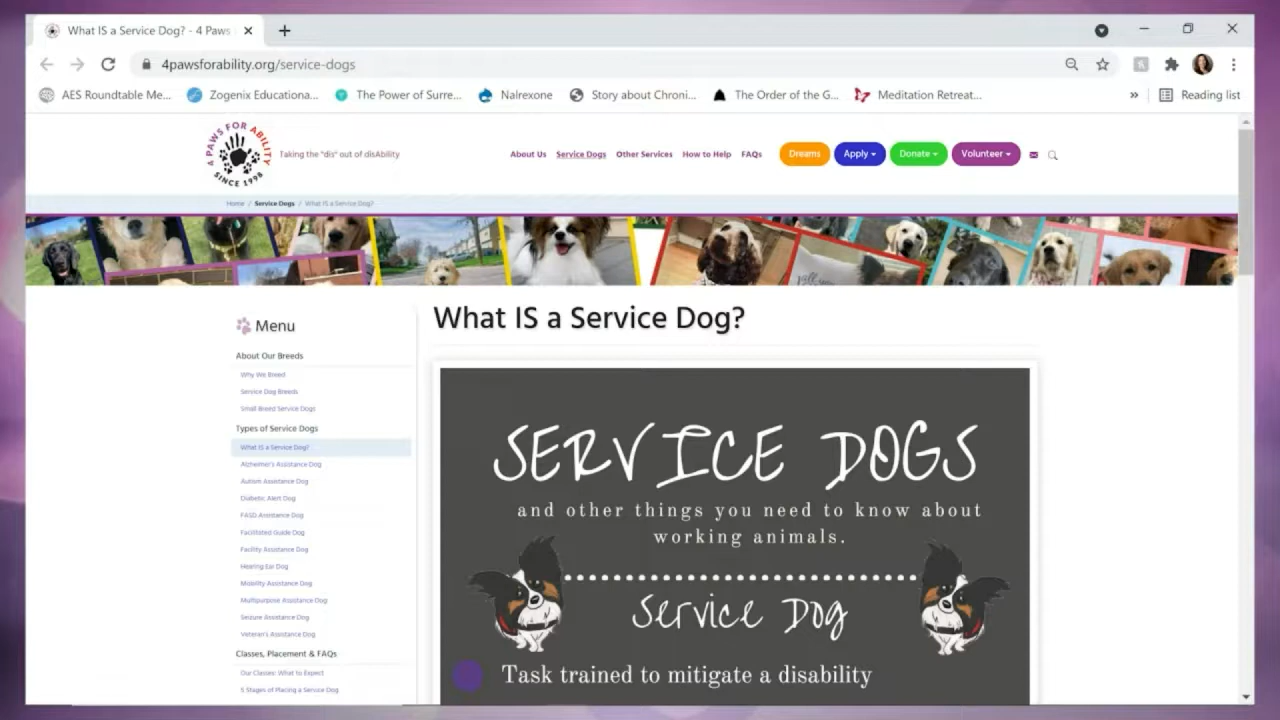 What IS a Service Dog? - 4 Paws
4pawsforability.org/service-dogs
AES Roundtable Me... Zogenix Educationa... The Power of Surre... Nalrexone Story about Chroni... The Order of the G... Meditation Retreat... » Reading list
4 PAWS FOR ABILITY
SINCE 1998
Taking the "dis" out of disAbility
About Us Service Dogs Other Services How to Help FAQs Dreams Apply Donate Volunteer
Home / Service Dogs / What IS a Service Dog?
Menu
About Our Breeds
Why We Breed
Service Dog Breeds
Small Breed Service Dogs
Types of Service Dogs
What IS a Service Dog?
Alzheimer's Assistance Dog
Autism Assistance Dog
Diabetic Alert Dog
FASD Assistance Dog
Facilitated Guide Dog
Facility Assistance Dog
Hearing Ear Dog
Mobility Assistance Dog
Multipurpose Assistance Dog
Seizure Assistance Dog
Veteran's Assistance Dog
Classes, Placement & FAQs
Our Classes: What to Expect
5 Stages of Placing a Service Dog
What IS a Service Dog?
SERVICE DOGS
and other things you need to know about
working animals.
Service Dog
Task trained to mitigate a disability